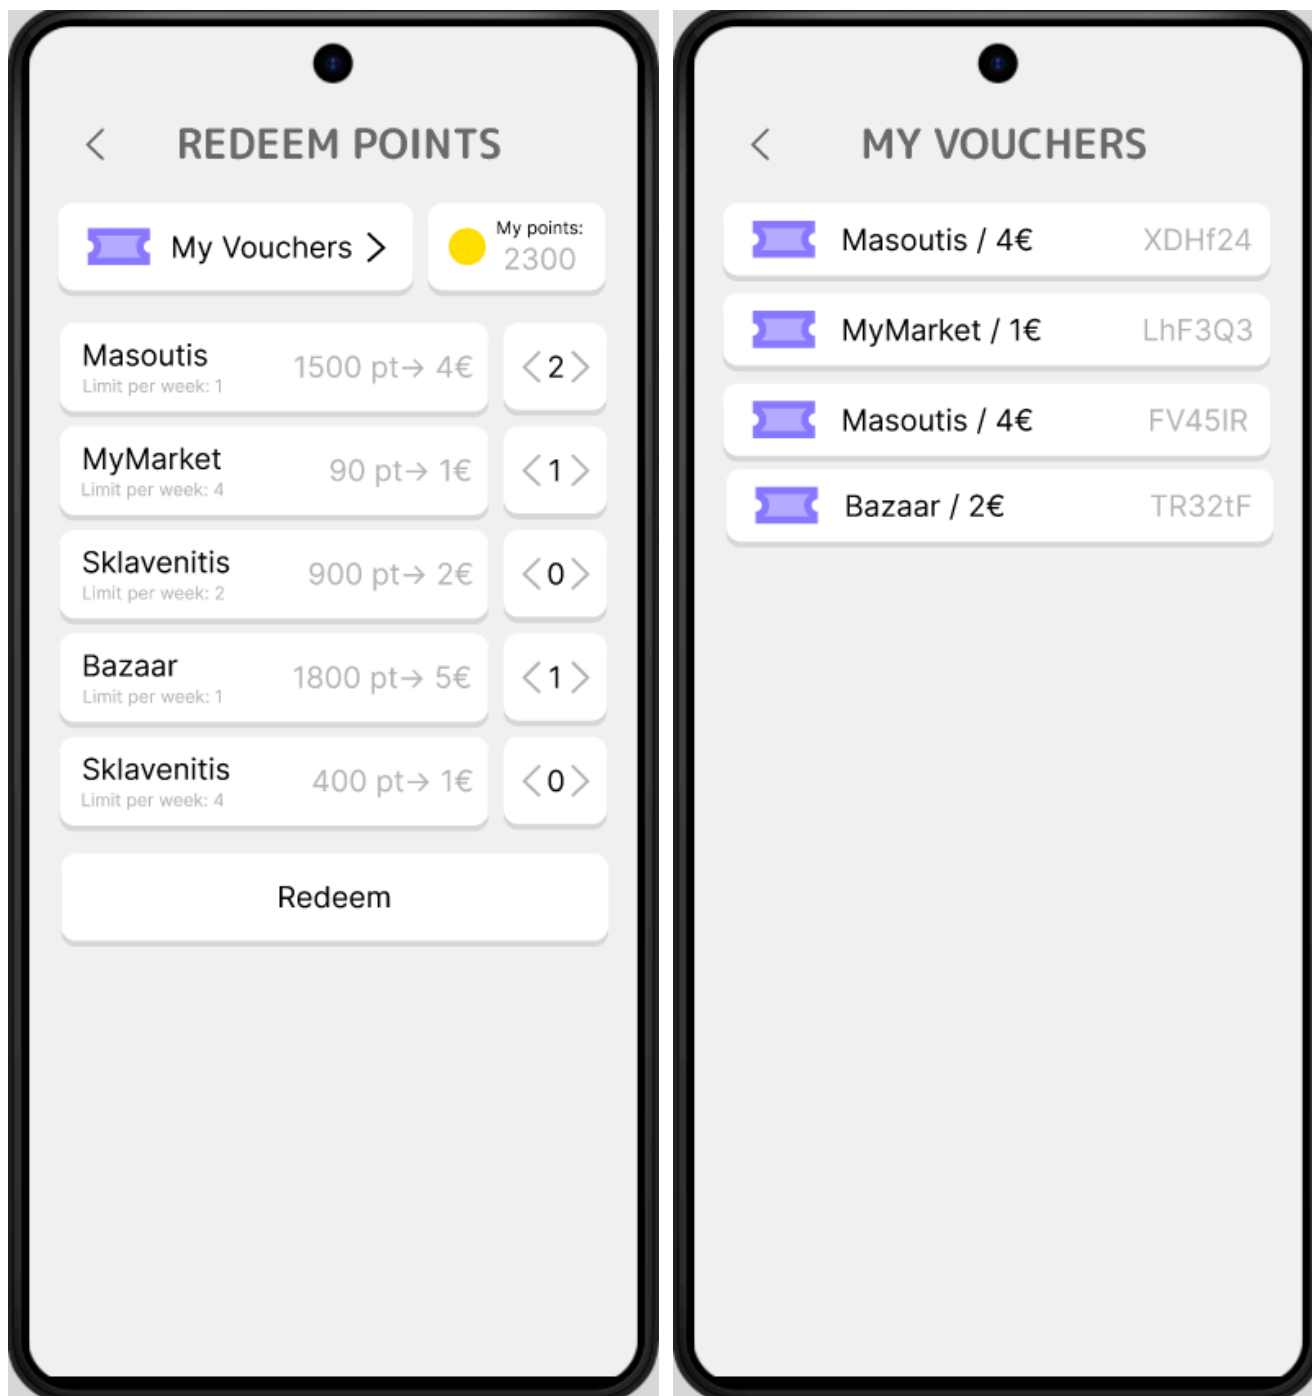 REDEEM POINTS
My Vouchers
My points:
2300
Masoutis
Limit per week: 1
1500 pt→ 4€
<2>
MyMarket
Limit per week: 4
90 pt→ 1€
<1>
Sklavenitis
Limit per week: 2
900 pt→ 2€
<0>
Bazaar
Limit per week: 1
1800 pt→ 5€
<1>
Sklavenitis
Limit per week: 4
400 pt→ 1€
<0>
Redeem
MY VOUCHERS
Masoutis / 4€ XDHf24
MyMarket / 1€ LhF3Q3
Masoutis / 4€ FV45IR
Bazaar / 2€ TR32tF